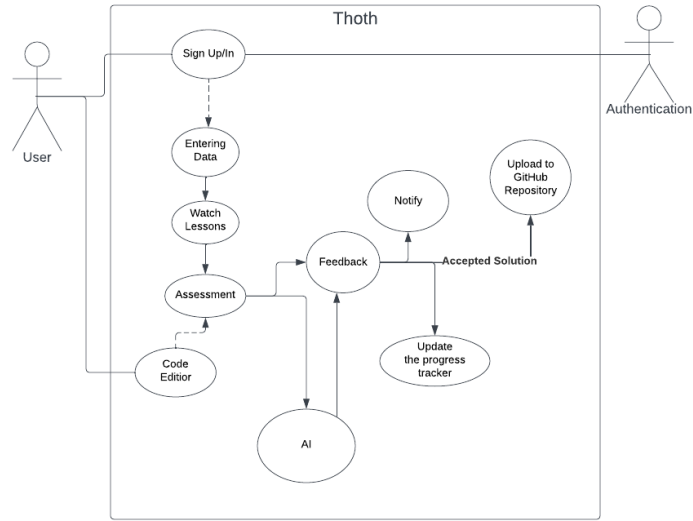 Thoth
Sign Up/In
Authentication
User
Entering
Data
Upload to
GitHub
Repository
Notify
Watch
Lessons
Feedback
Accepted Solution
Assessment
Update
the progress
tracker
Code
Editior
AI